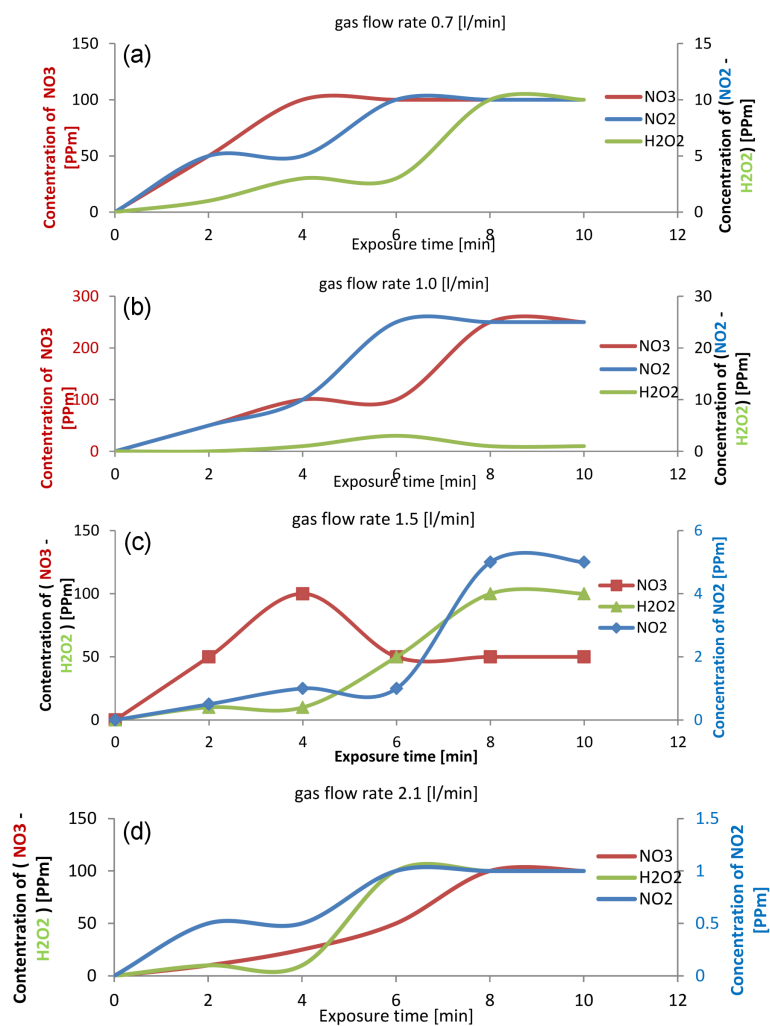 gas flow rate 0.7 [l/min]
(a)
Contentration of NO3
[PPm]
150
100
50
0
15
10
5
0
Concentration of (NO2 -
H2O2) [PPm]
NO3
NO2
H2O2
0 2 4 6 8 10 12
Exposure time [min]
gas flow rate 1.0 [l/min]
(b)
Contentration of NO3
[PPm]
300
200
100
0
30
20
10
0
Concentration of (NO2 -
H2O2) [PPm]
NO3
NO2
H2O2
0 2 4 6 8 10 12
Exposure time [min]
gas flow rate 1.5 [l/min]
(c)
Contentration of ( NO3 -
H2O2 ) [PPm]
150
100
50
0
6
4
2
0
Concentration of NO2 [PPm]
NO3
H2O2
NO2
0 2 4 6 8 10 12
Exposure time [min]
gas flow rate 2.1 [l/min]
(d)
Contentration of ( NO3 -
H2O2 ) [PPm]
150
100
50
0
1.5
1
0.5
0
Concentration of NO2
[PPm]
NO3
H2O2
NO2
0 2 4 6 8 10 12
Exposure time [min]